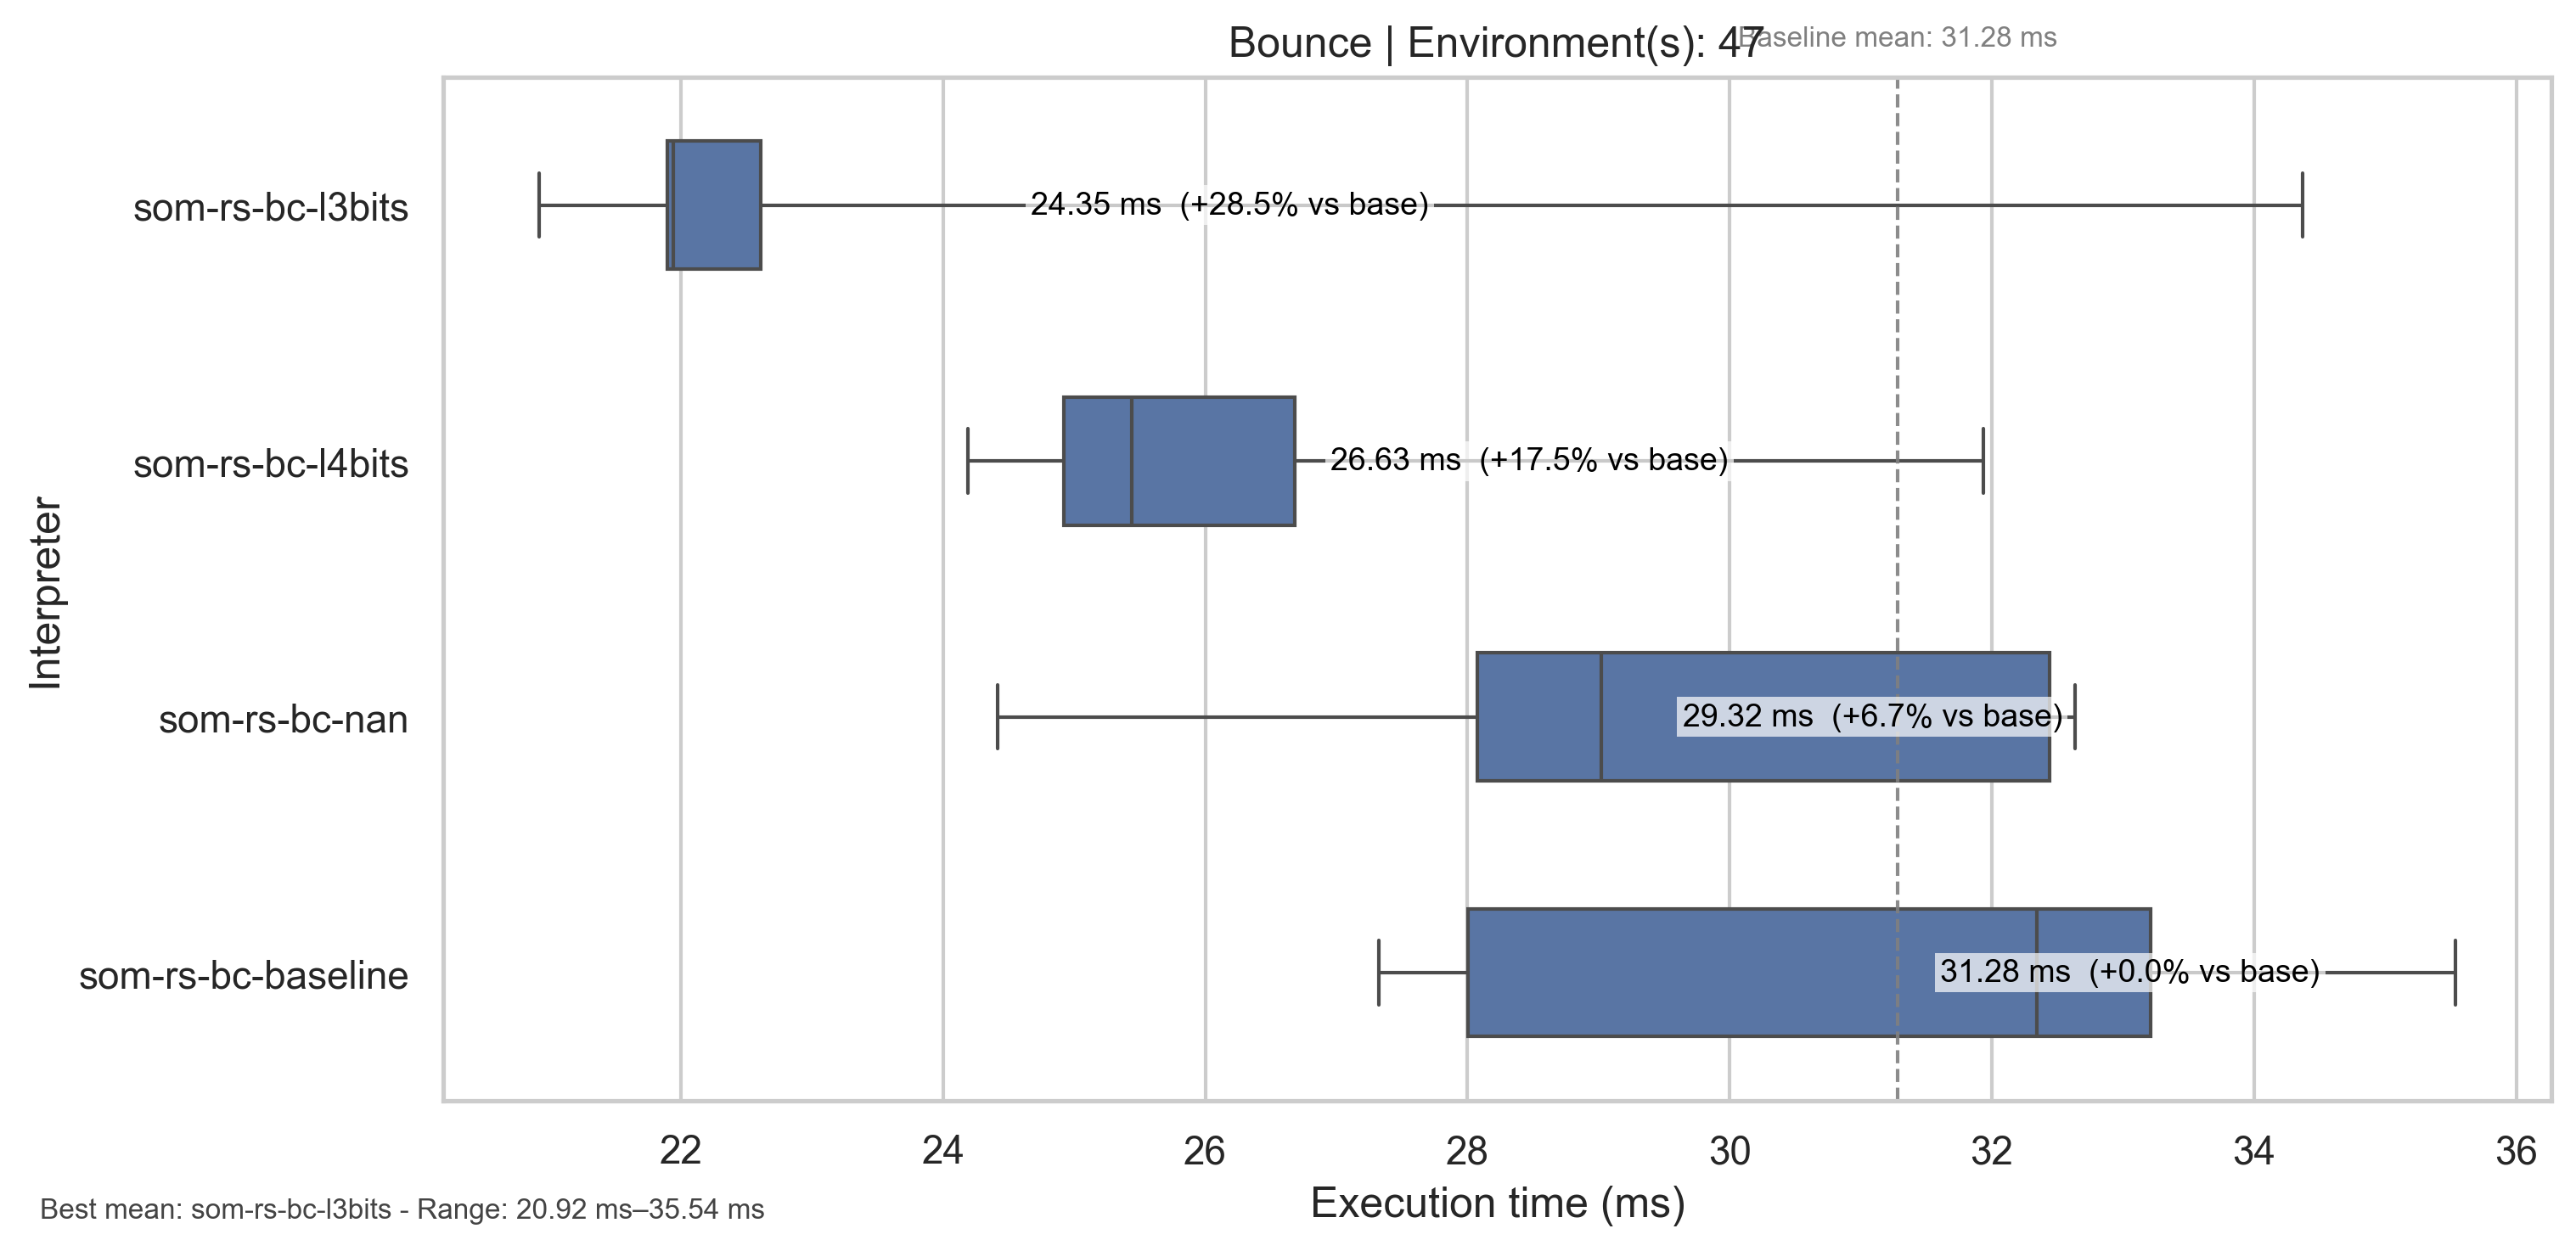 Bounce | Environment(s): 47
Baseline mean: 31.28 ms
som-rs-bc-l3bits
24.35 ms (+28.5% vs base)
som-rs-bc-l4bits
26.63 ms (+17.5% vs base)
som-rs-bc-nan
29.32 ms (+6.7% vs base)
som-rs-bc-baseline
31.28 ms (+0.0% vs base)
Interpreter
22 24 26 28 30 32 34 36
Execution time (ms)
Best mean: som-rs-bc-l3bits - Range: 20.92 ms–35.54 ms